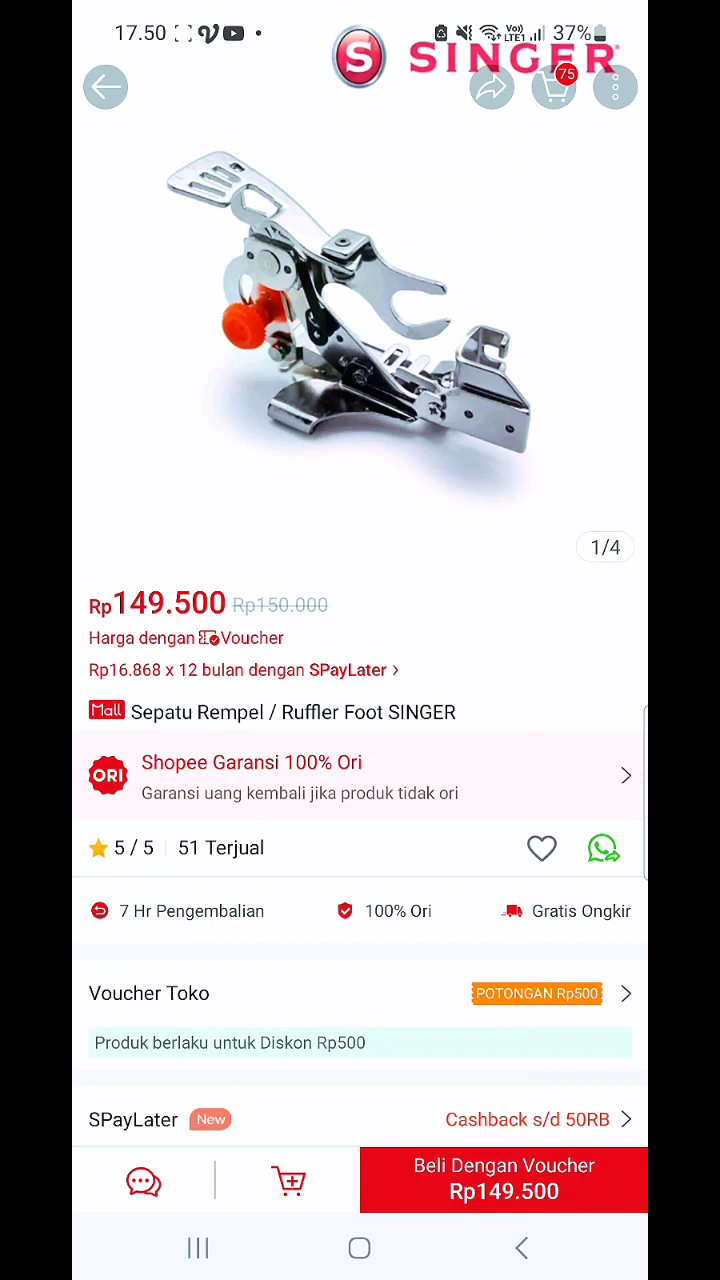 17.50 VoD LTE1 37%
S SINGER
75
1/4
Rp149.500 Rp150.000
Harga dengan Voucher
Rp16.868 x 12 bulan dengan SPayLater >
Mall Sepatu Rempel / Ruffler Foot SINGER
ORI
Shopee Garansi 100% Ori
Garansi uang kembali jika produk tidak ori
5 / 5 51 Terjual
7 Hr Pengembalian 100% Ori Gratis Ongkir
Voucher Toko POTONGAN Rp500
Produk berlaku untuk Diskon Rp500
SPayLater New Cashback s/d 50RB
Beli Dengan Voucher
Rp149.500